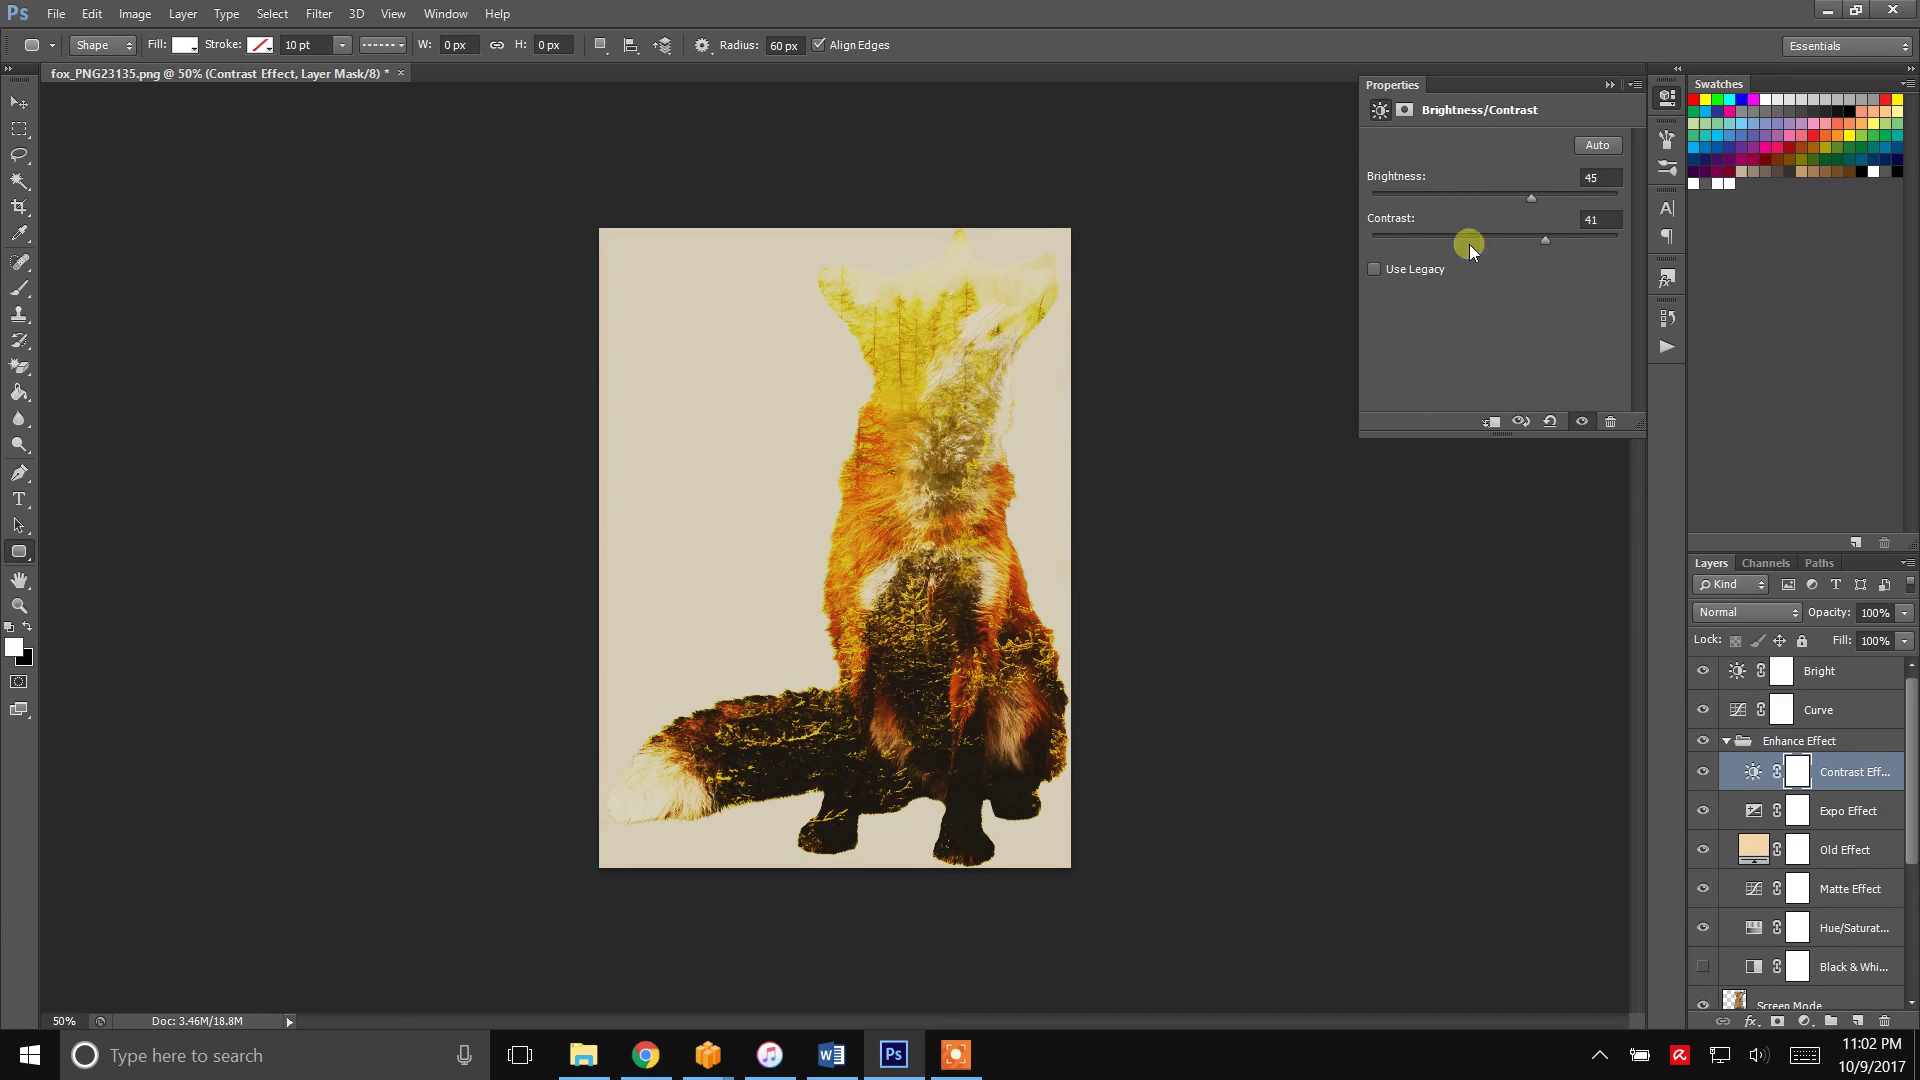 Ps File Edit Image Layer Type Select Filter 3D View Window Help
Shape Fill: Stroke: 10 pt W: 0 px H: 0 px Radius: 60 px Align Edges Essentials
fox_PNG23135.png @ 50% (Contrast Effect, Layer Mask/8) * ×
Properties
Brightness/Contrast
Auto
Brightness: 45
Contrast: 41
Use Legacy
Swatches
Layers Channels Paths
Kind
Normal Opacity: 100%
Lock: Fill: 100%
Bright
Curve
Enhance Effect
Contrast Eff...
Expo Effect
Old Effect
Matte Effect
Hue/Saturat...
Black & Whi...
Screen Mode
50% Doc: 3.46M/18.8M
Type here to search
11:02 PM
10/9/2017